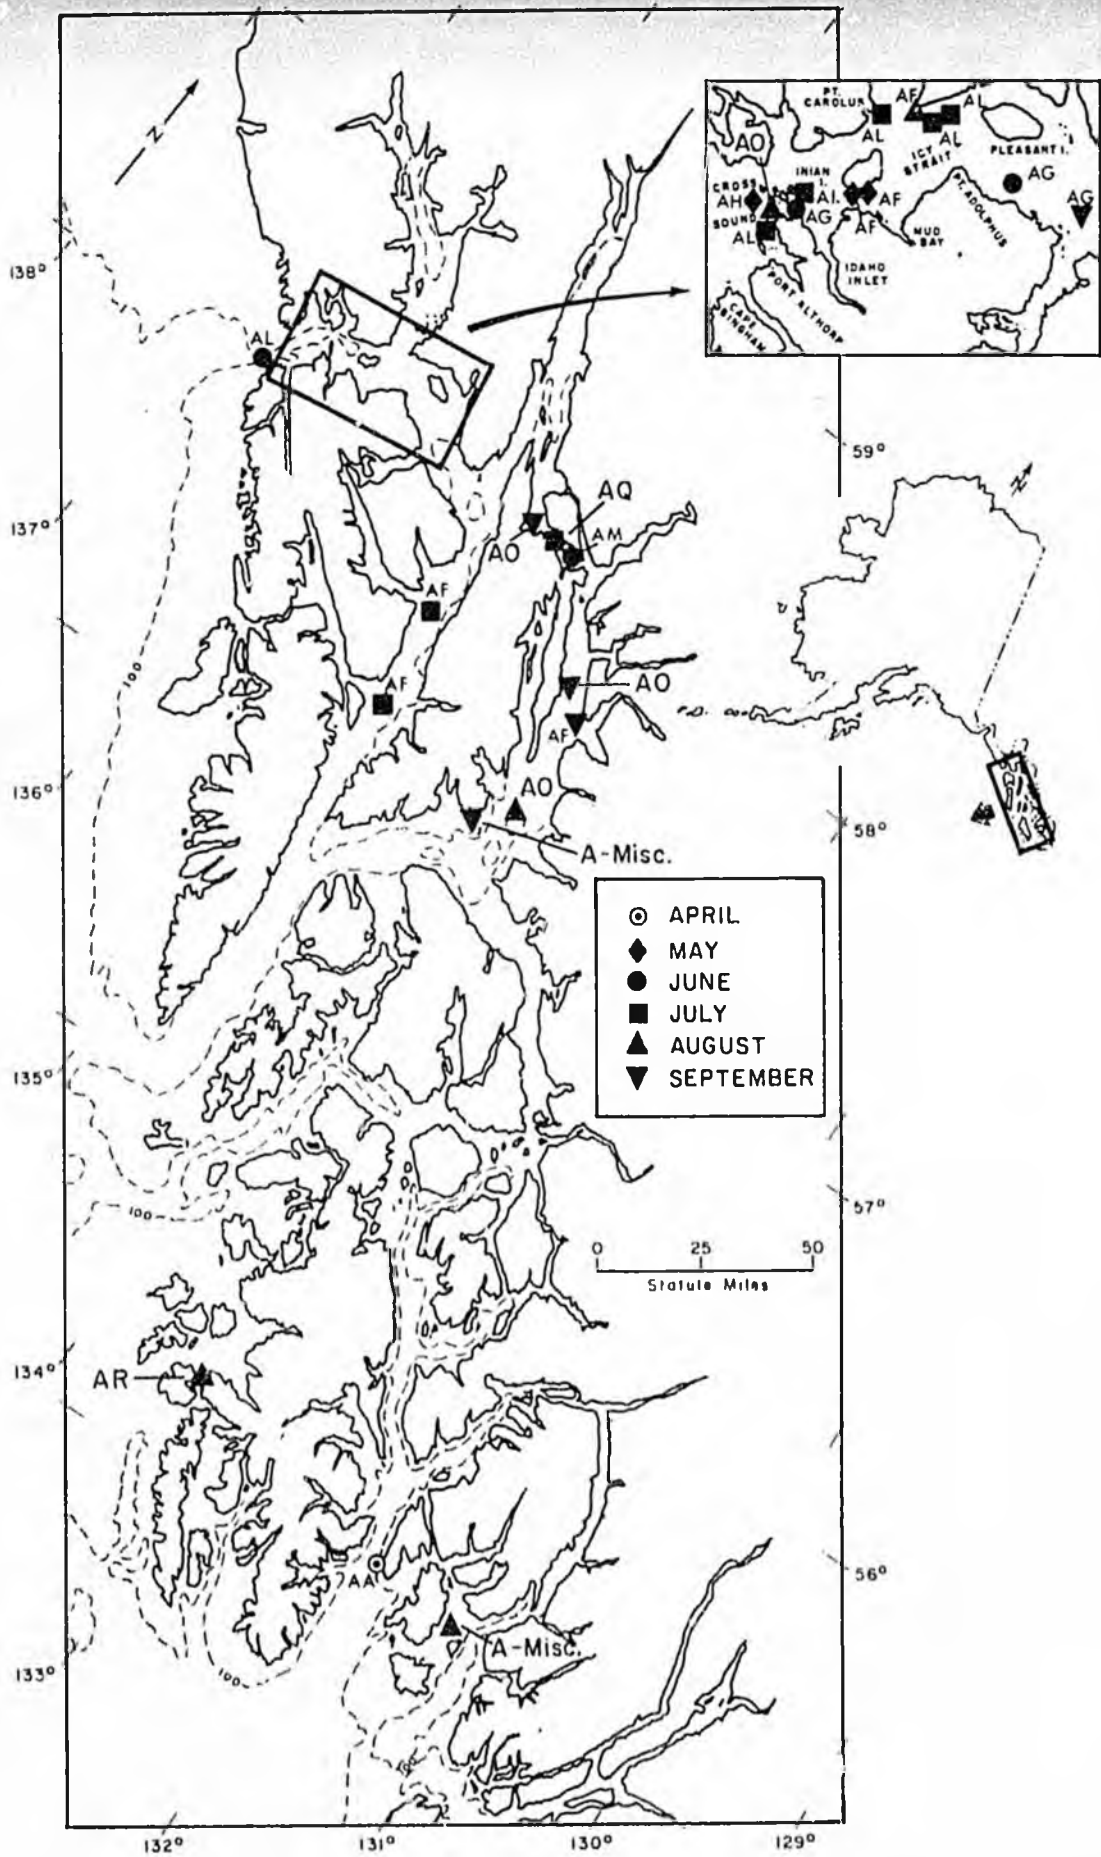 N
PT.
CAROLUS
AF
AL
AL
AL
ICY
STRAIT
PLEASANT I.
AO
CROSS
AH
SOUND
AL
INIAN
I.
AL
AG
AF
AF
AG
AG
PT. ADOLPHUS
MUD
BAY
IDAHO
INLET
PORT ALTHORP
CAPE
BINGHAM
138°
AL
59°
N
137°
AQ
AO
AM
AF
AF
100
AO
AF
136°
AO
58°
A-Misc.
APRIL
MAY
JUNE
JULY
AUGUST
SEPTEMBER
135°
100
57°
0 25 50
Statute Miles
134°
AR
AA
56°
A-Misc.
133°
100
132° 131° 130° 129°